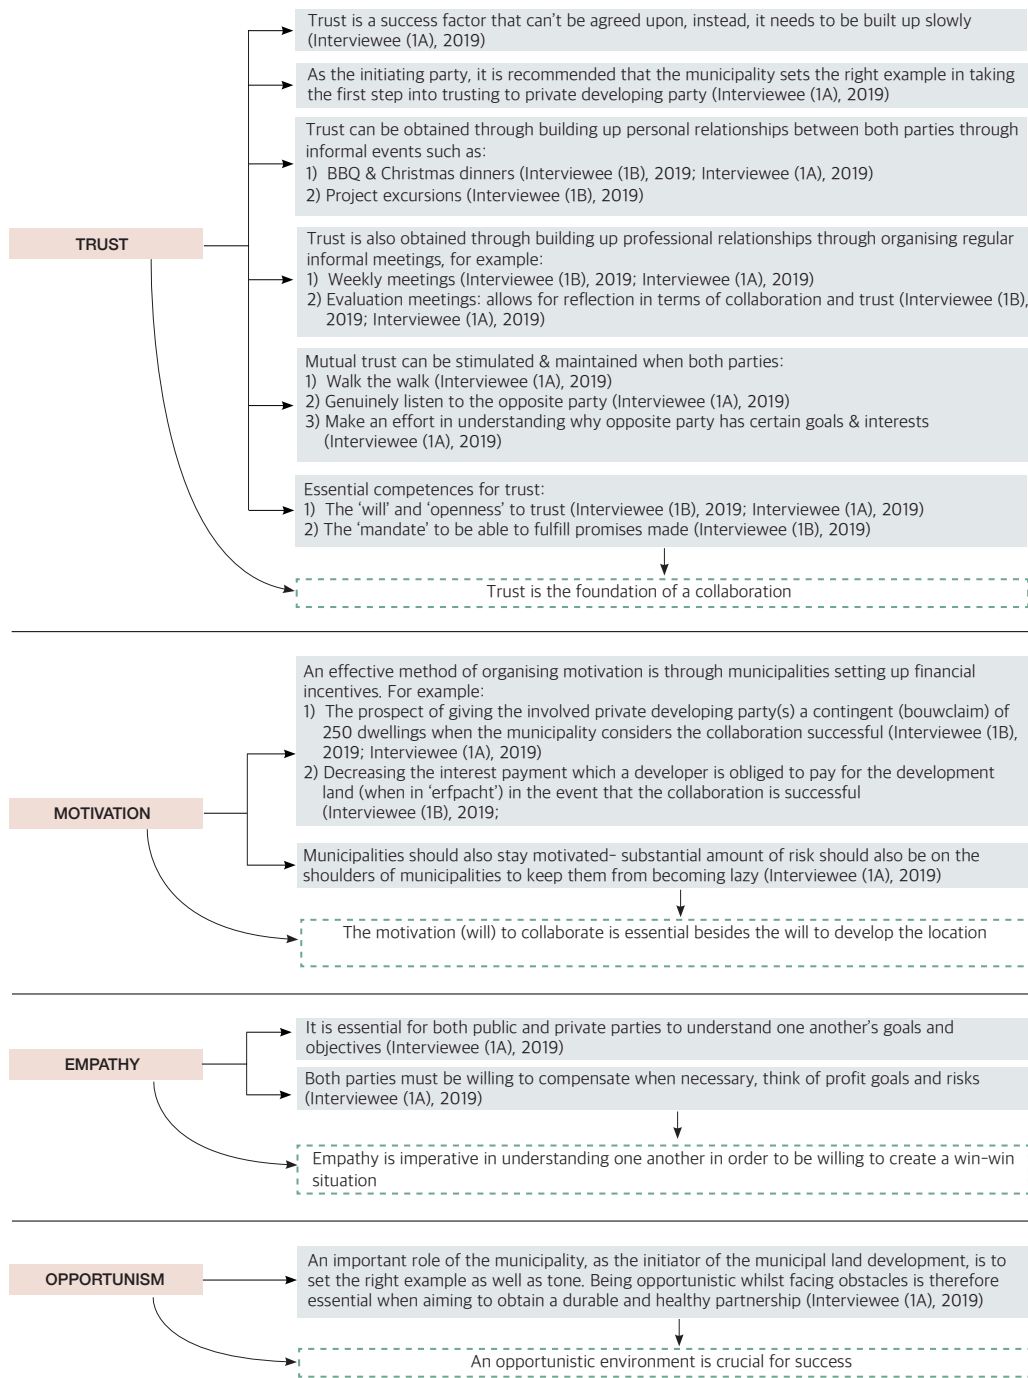 Trust is a success factor that can't be agreed upon, instead, it needs to be built up slowly
(Interviewee (1A), 2019)
As the initiating party, it is recommended that the municipality sets the right example in taking
the first step into trusting to private developing party (Interviewee (1A), 2019)
Trust can be obtained through building up personal relationships between both parties through
informal events such as:
1) BBQ & Christmas dinners (Interviewee (1B), 2019; Interviewee (1A), 2019)
2) Project excursions (Interviewee (1B), 2019)
TRUST
Trust is also obtained through building up professional relationships through organising regular
informal meetings, for example:
1) Weekly meetings (Interviewee (1B), 2019; Interviewee (1A), 2019)
2) Evaluation meetings: allows for reflection in terms of collaboration and trust (Interviewee (1B),
2019; Interviewee (1A), 2019)
Mutual trust can be stimulated & maintained when both parties:
1) Walk the walk (Interviewee (1A), 2019)
2) Genuinely listen to the opposite party (Interviewee (1A), 2019)
3) Make an effort in understanding why opposite party has certain goals & interests
(Interviewee (1A), 2019)
Essential competences for trust:
1) The 'will' and 'openness' to trust (Interviewee (1B), 2019; Interviewee (1A), 2019)
2) The 'mandate' to be able to fulfill promises made (Interviewee (1B), 2019)
Trust is the foundation of a collaboration
An effective method of organising motivation is through municipalities setting up financial
incentives. For example:
1) The prospect of giving the involved private developing party(s) a contingent (bouwclaim) of
250 dwellings when the municipality considers the collaboration successful (Interviewee (1B),
2019; Interviewee (1A), 2019)
2) Decreasing the interest payment which a developer is obliged to pay for the development
land (when in 'erfpacht') in the event that the collaboration is successful
(Interviewee (1B), 2019;
MOTIVATION
Municipalities should also stay motivated- substantial amount of risk should also be on the
shoulders of municipalities to keep them from becoming lazy (Interviewee (1A), 2019)
The motivation (will) to collaborate is essential besides the will to develop the location
It is essential for both public and private parties to understand one another's goals and
objectives (Interviewee (1A), 2019)
EMPATHY
Both parties must be willing to compensate when necessary, think of profit goals and risks
(Interviewee (1A), 2019)
Empathy is imperative in understanding one another in order to be willing to create a win-win
situation
OPPORTUNISM
An important role of the municipality, as the initiator of the municipal land development, is to
set the right example as well as tone. Being opportunistic whilst facing obstacles is therefore
essential when aiming to obtain a durable and healthy partnership (Interviewee (1A), 2019)
An opportunistic environment is crucial for success